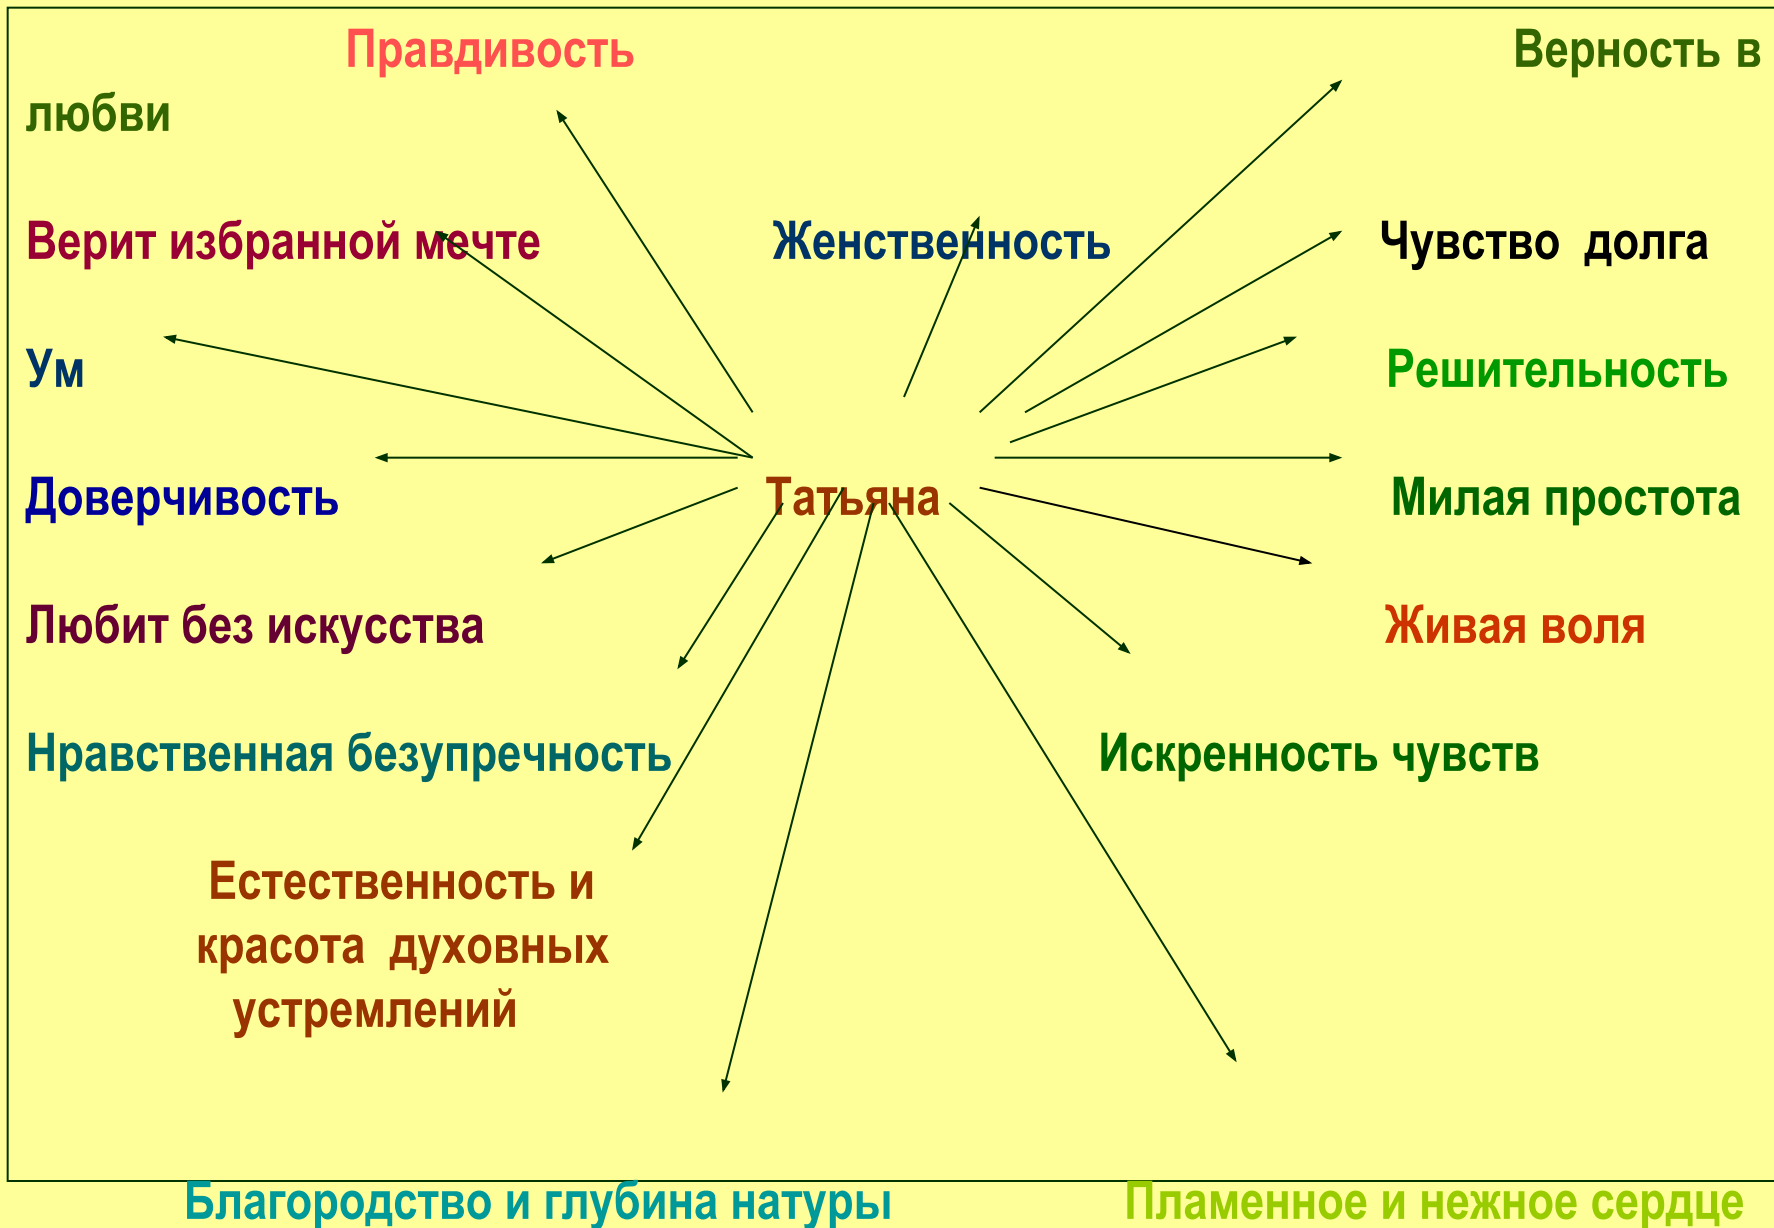 Правдивость Верность в
любви
Верит избранной мечте Женственность Чувство долга
Ум Решительность
Доверчивость Татьяна Милая простота
Любит без искусства Живая воля
Нравственная безупречность Искренность чувств
Естественность и
красота духовных
устремлений
Благородство и глубина натуры Пламенное и нежное сердце